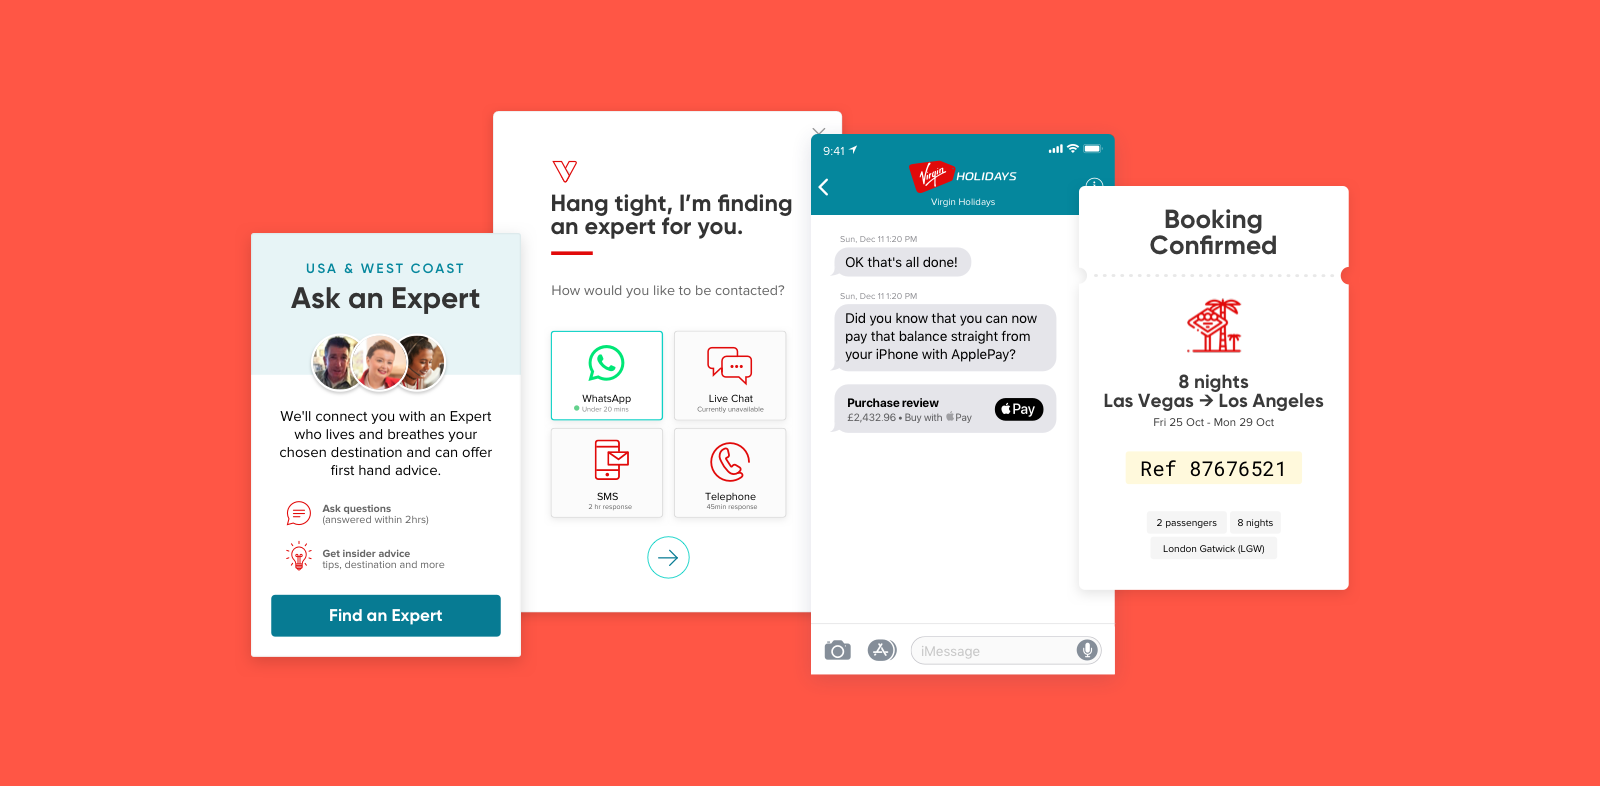 USA & WEST COAST
Ask an Expert
We'll connect you with an Expert
who lives and breathes your
chosen destination and can offer
first hand advice.
Ask questions
(answered within 2hrs)
Get insider advice
tips, destination and more
Find an Expert
Hang tight, I'm finding
an expert for you.
How would you like to be contacted?
WhatsApp
Under 20 mins
Live Chat
Currently unavailable
SMS
2 hr response
Telephone
45min response
9:41
Virgin HOLIDAYS
Virgin Holidays
Sun, Dec 11 1:20 PM
OK that's all done!
Sun, Dec 11 1:20 PM
Did you know that you can now
pay that balance straight from
your iPhone with ApplePay?
Purchase review
£2,432.96 • Buy with Pay
Pay
iMessage
Booking
Confirmed
8 nights
Las Vegas → Los Angeles
Fri 25 Oct - Mon 29 Oct
Ref 87676521
2 passengers
8 nights
London Gatwick (LGW)